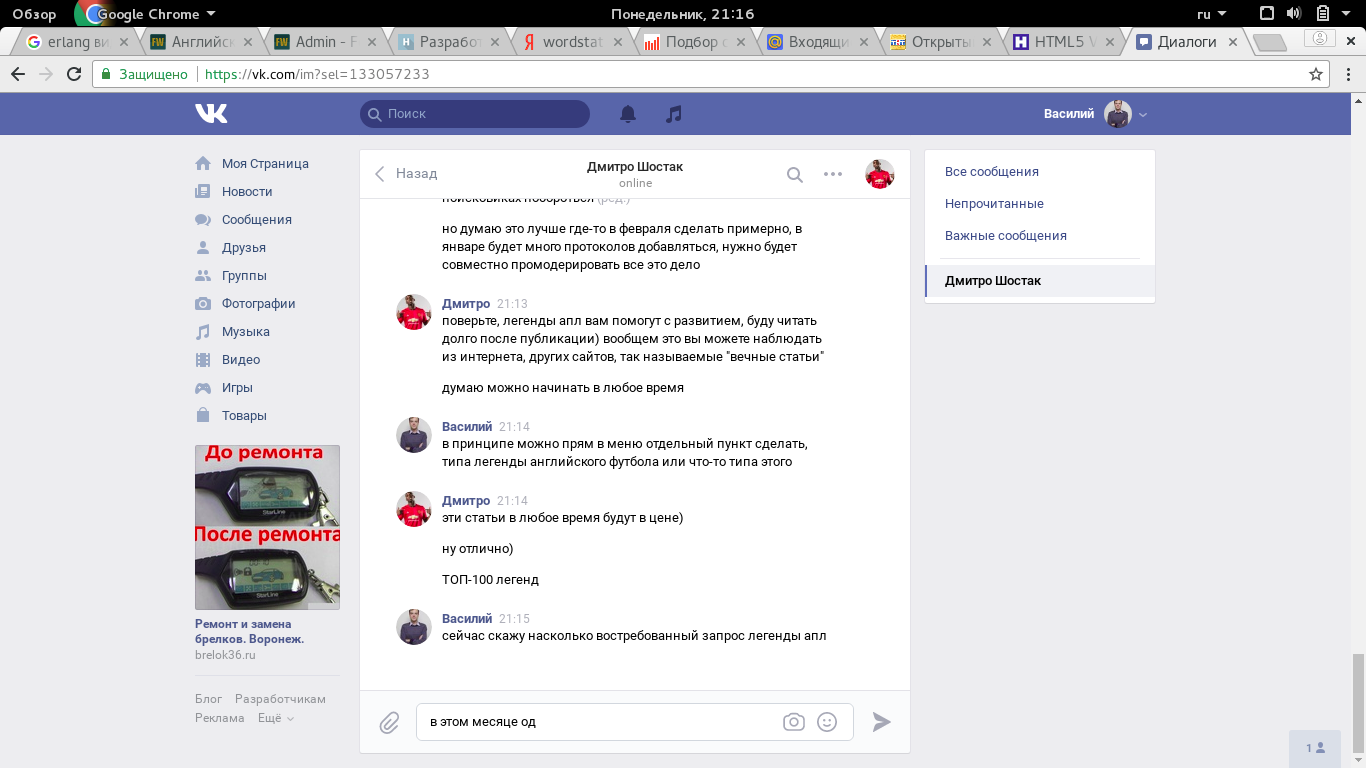 Обзор Google Chrome Понедельник, 21:16 ru
erlang ви Английск Admin - F Разработ wordstat Подбор с Входящи Открыты HTML5 V Диалоги
Защищено https://vk.com/im?sel=133057233
Поиск Василий
Моя Страница
Новости
Сообщения
Друзья
Группы
Фотографии
Музыка
Видео
Игры
Товары
До ремонта
StarLine
После ремонта
StarLine
Ремонт и замена
брелков. Воронеж.
brelok36.ru
Блог Разработчикам
Реклама Ещё
Назад Дмитро Шостак
online
поисковиках побороться (ред.)
но думаю это лучше где-то в февраля сделать примерно, в
январе будет много протоколов добавляться, нужно будет
совместно промодерировать все это дело
Дмитро 21:13
поверьте, легенды апл вам помогут с развитием, буду читать
долго после публикации) вообщем это вы можете наблюдать
из интернета, других сайтов, так называемые "вечные статьи"
думаю можно начинать в любое время
Василий 21:14
в принципе можно прям в меню отдельный пункт сделать,
типа легенды английского футбола или что-то типа этого
Дмитро 21:14
эти статьи в любое время будут в цене)
ну отлично)
ТОП-100 легенд
Василий 21:15
сейчас скажу насколько востребованный запрос легенды апл
в этом месяце од
Все сообщения
Непрочитанные
Важные сообщения
Дмитро Шостак
1